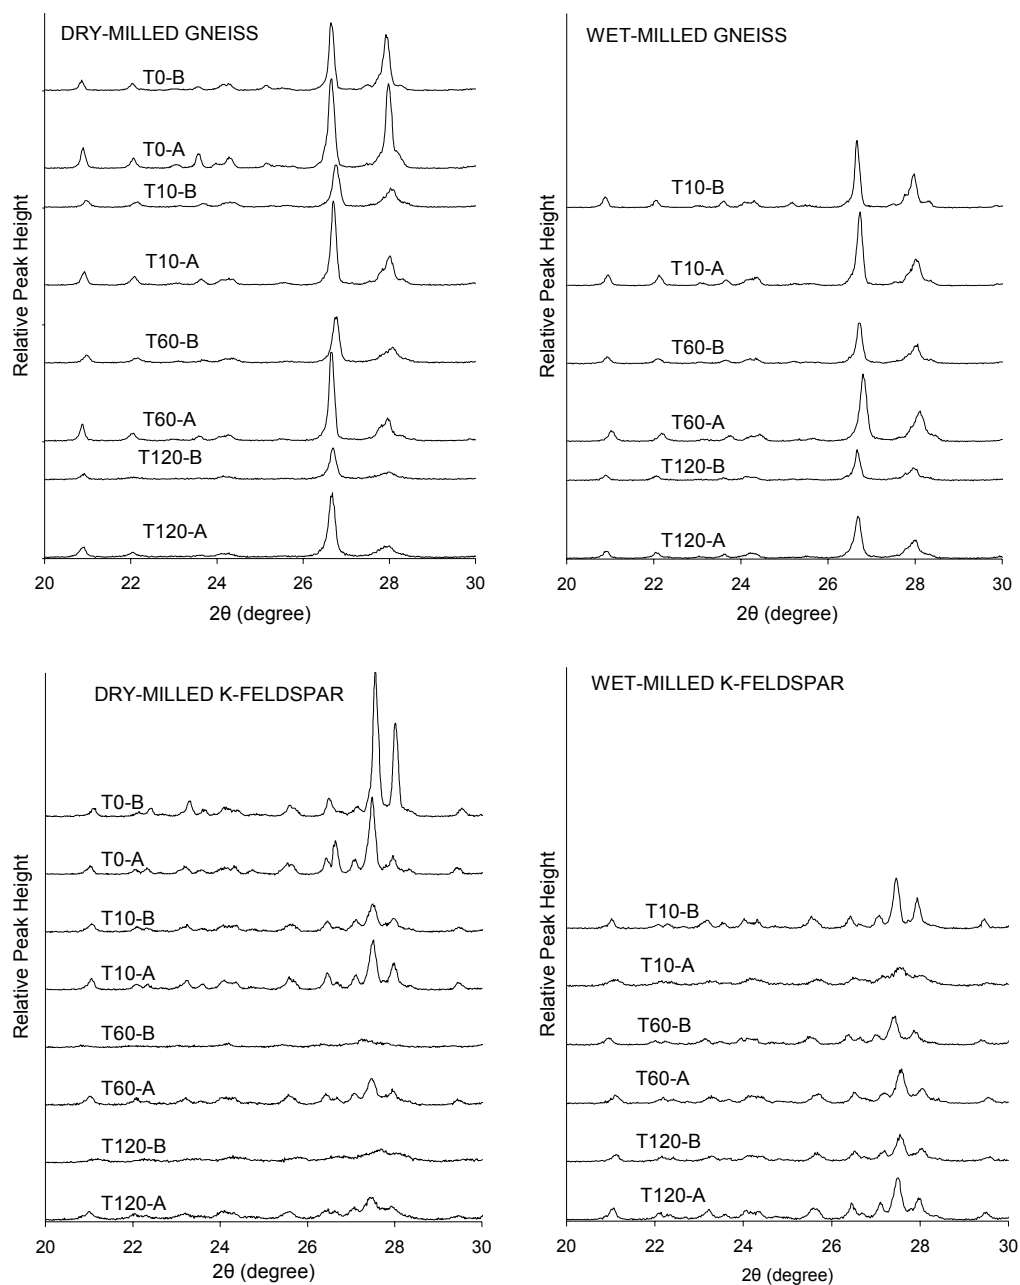 DRY-MILLED GNEISS
T0-B
T0-A
T10-B
T10-A
T60-B
T60-A
T120-B
T120-A
Relative Peak Height
20 22 24 26 28 30
2θ (degree)
WET-MILLED GNEISS
T10-B
T10-A
T60-B
T60-A
T120-B
T120-A
Relative Peak Height
20 22 24 26 28 30
2θ (degree)
DRY-MILLED K-FELDSPAR
T0-B
T0-A
T10-B
T10-A
T60-B
T60-A
T120-B
T120-A
Relative Peak Height
20 22 24 26 28 30
2θ (degree)
WET-MILLED K-FELDSPAR
T10-B
T10-A
T60-B
T60-A
T120-B
T120-A
Relative Peak Height
20 22 24 26 28 30
2θ (degree)